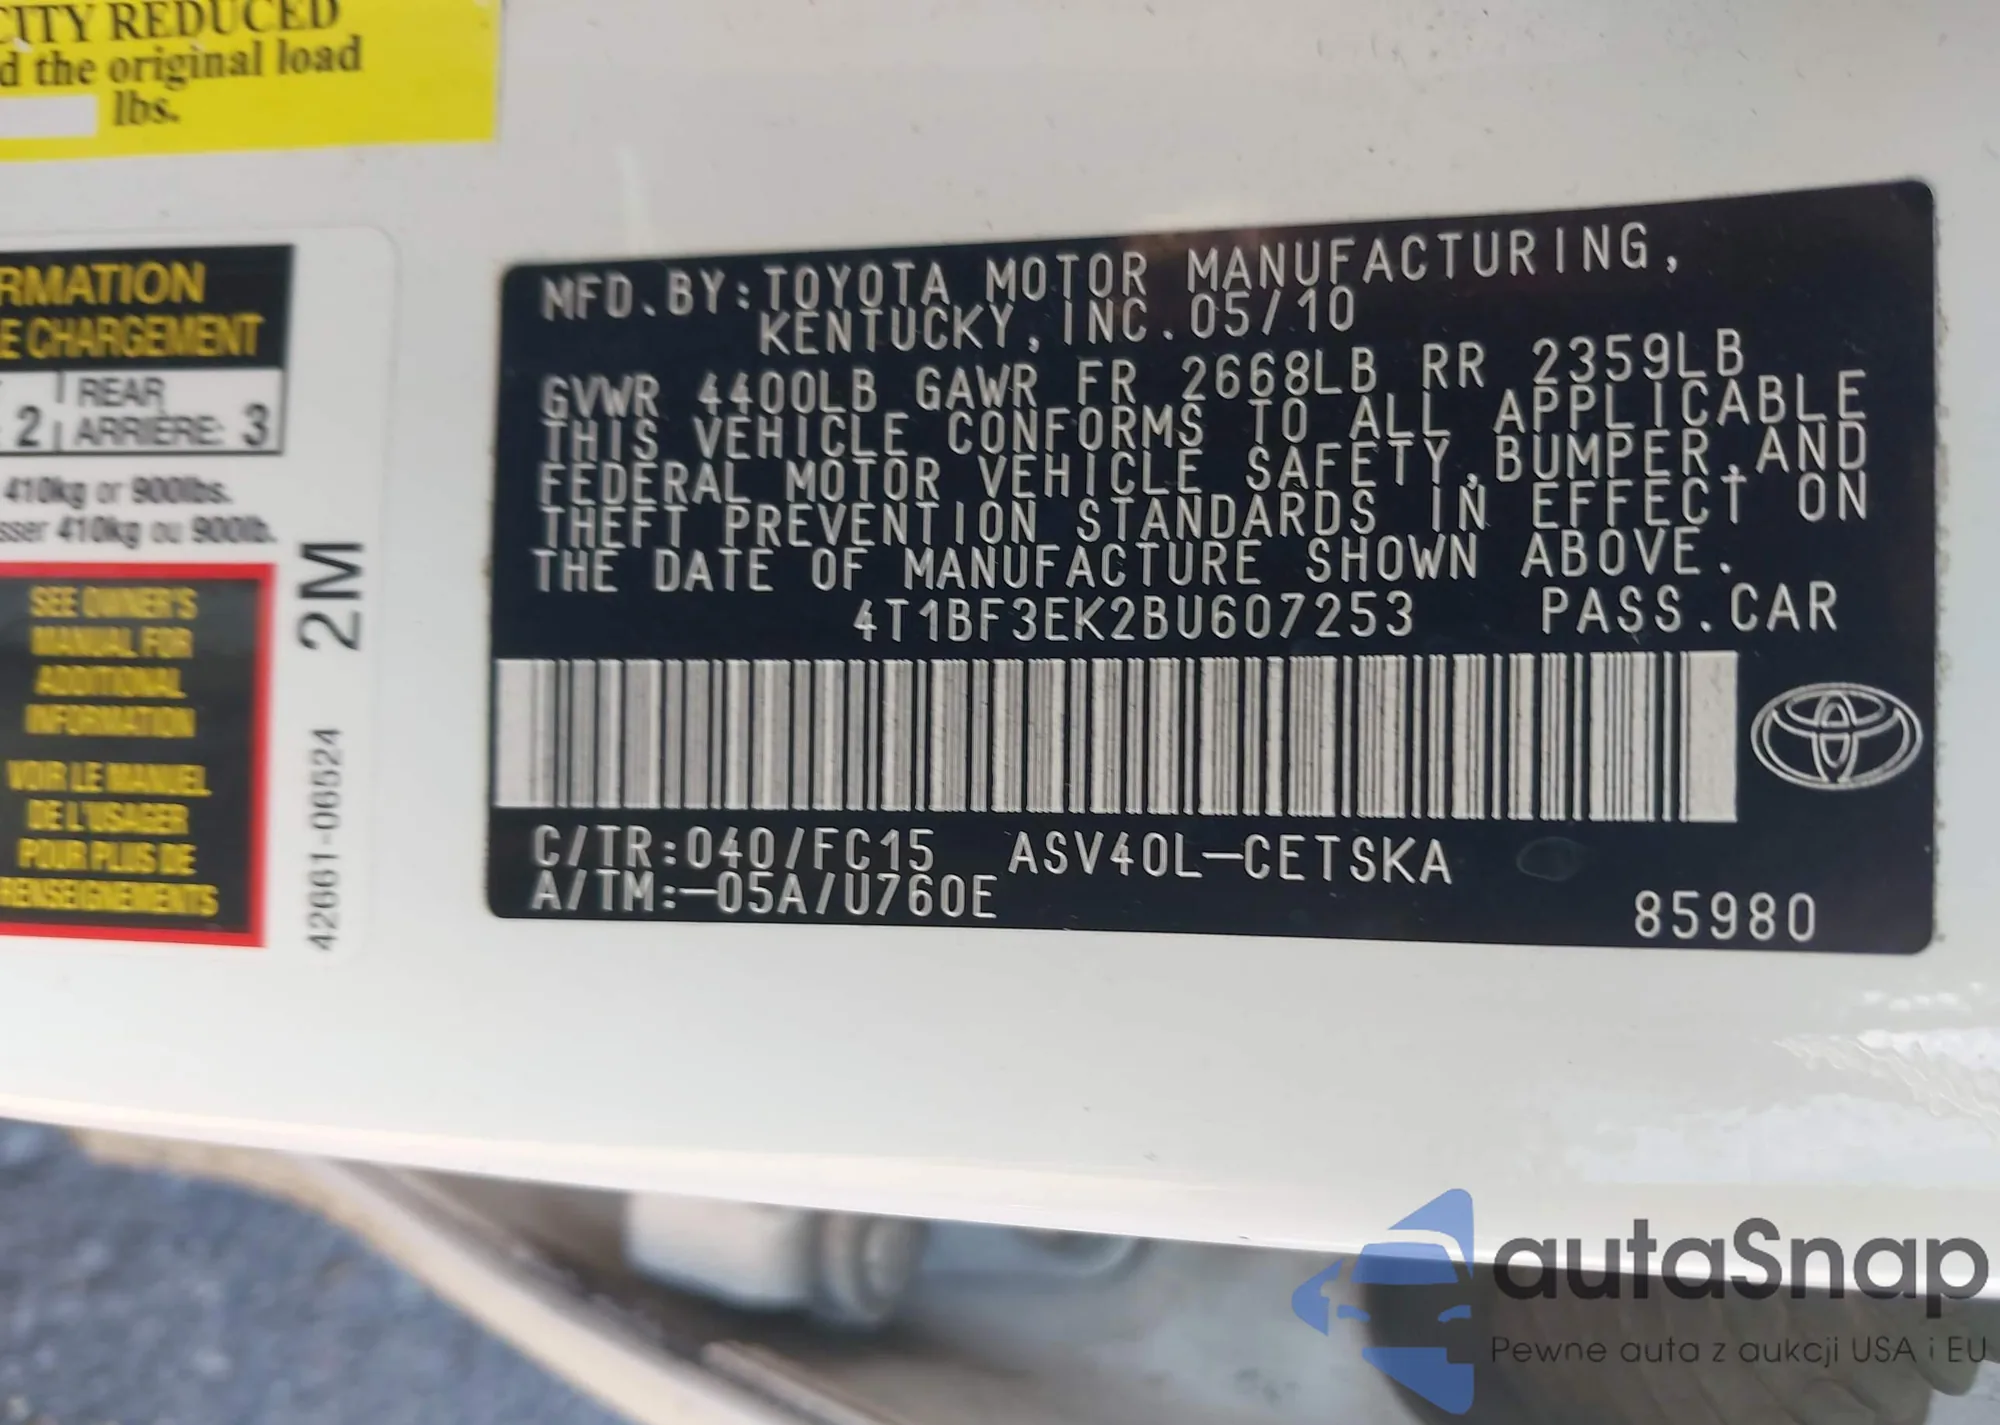 CITY REDUCED
d the original load
lbs.
RMATION
E CHARGEMENT
2 REAR
ARRIÈRE: 3
410kg or 900lbs.
sser 410kg ou 900lb.
SEE OWNER'S
MANUAL FOR
ADDITIONAL
INFORMATION
VOIR LE MANUEL
DE L'USAGER
POUR PLUS DE
RENSEIGNEMENTS
2M
42661-06524
MFD.BY:TOYOTA MOTOR MANUFACTURING,
KENTUCKY, INC.05/10
GVWR 4400LB GAWR FR 2668LB RR 2359LB
THIS VEHICLE CONFORMS TO ALL APPLICABLE
FEDERAL MOTOR VEHICLE SAFETY,BUMPER,AND
THEFT PREVENTION STANDARDS IN EFFECT ON
THE DATE OF MANUFACTURE SHOWN ABOVE.
4T1BF3EK2BU607253 PASS.CAR
C/TR:040/FC15 ASV40L-CETSKA
A/TM:-05A/U760E
85980
autaSnap
Pewne auta z aukcji USA i EU